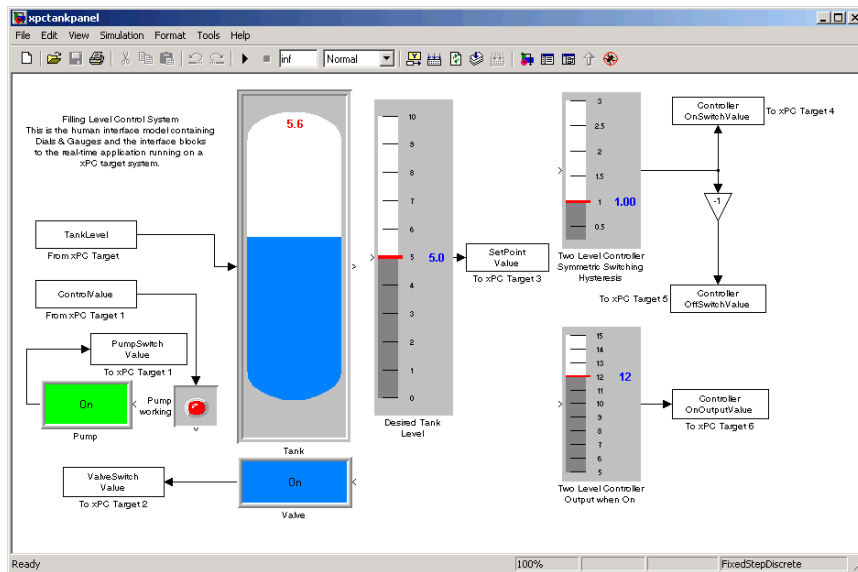 xpctankpanel
File Edit View Simulation Format Tools Help
inf Normal
Filling Level Control System
This is the human interface model containing
Dials & Gauges and the interface blocks
to the real-time application running on a
xPC target system.
TankLevel
From xPC Target
ControlValue
From xPC Target 1
PumpSwitch
Value
To xPC Target 1
On
Pump
Pump
working
ValveSwitch
Value
To xPC Target 2
5.6
Tank
On
Valve
10
9
8
7
6
5
4
3
2
1
0
5.0
Desired Tank
Level
SetPoint
Value
To xPC Target 3
3
2.5
2
1.5
1
0.5
1.00
Two Level Controller
Symmetric Switching
Hysteresis
Controller
OnSwitchValue
To xPC Target 4
-1
To xPC Target 5
Controller
OffSwitchValue
15
14
13
12
11
10
9
8
7
6
5
12
Two Level Controller
Output when On
Controller
OnOutputValue
To xPC Target 6
Ready 100% FixedStepDiscrete